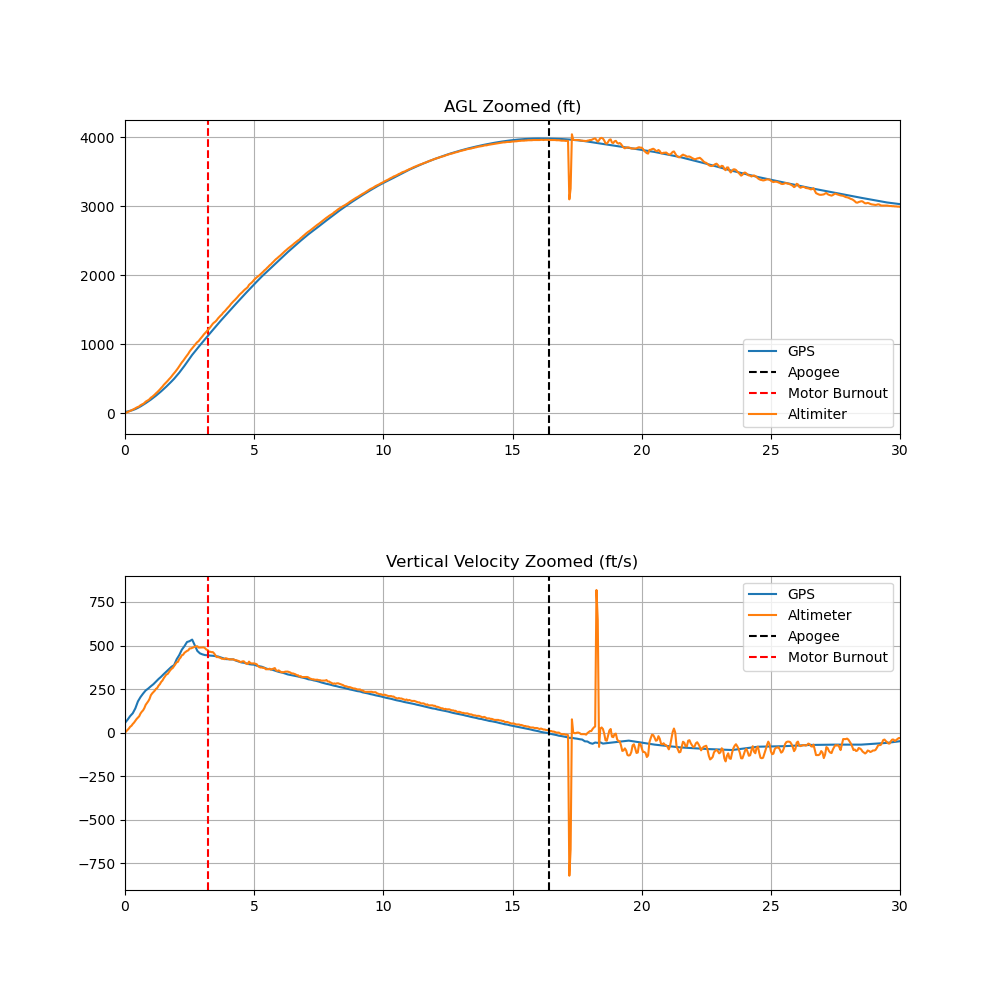 AGL Zoomed (ft)
4000
3000
2000
1000
0
GPS
Apogee
Motor Burnout
Altimiter
0 5 10 15 20 25 30
Vertical Velocity Zoomed (ft/s)
750
500
250
0
−250
−500
−750
GPS
Altimeter
Apogee
Motor Burnout
0 5 10 15 20 25 30